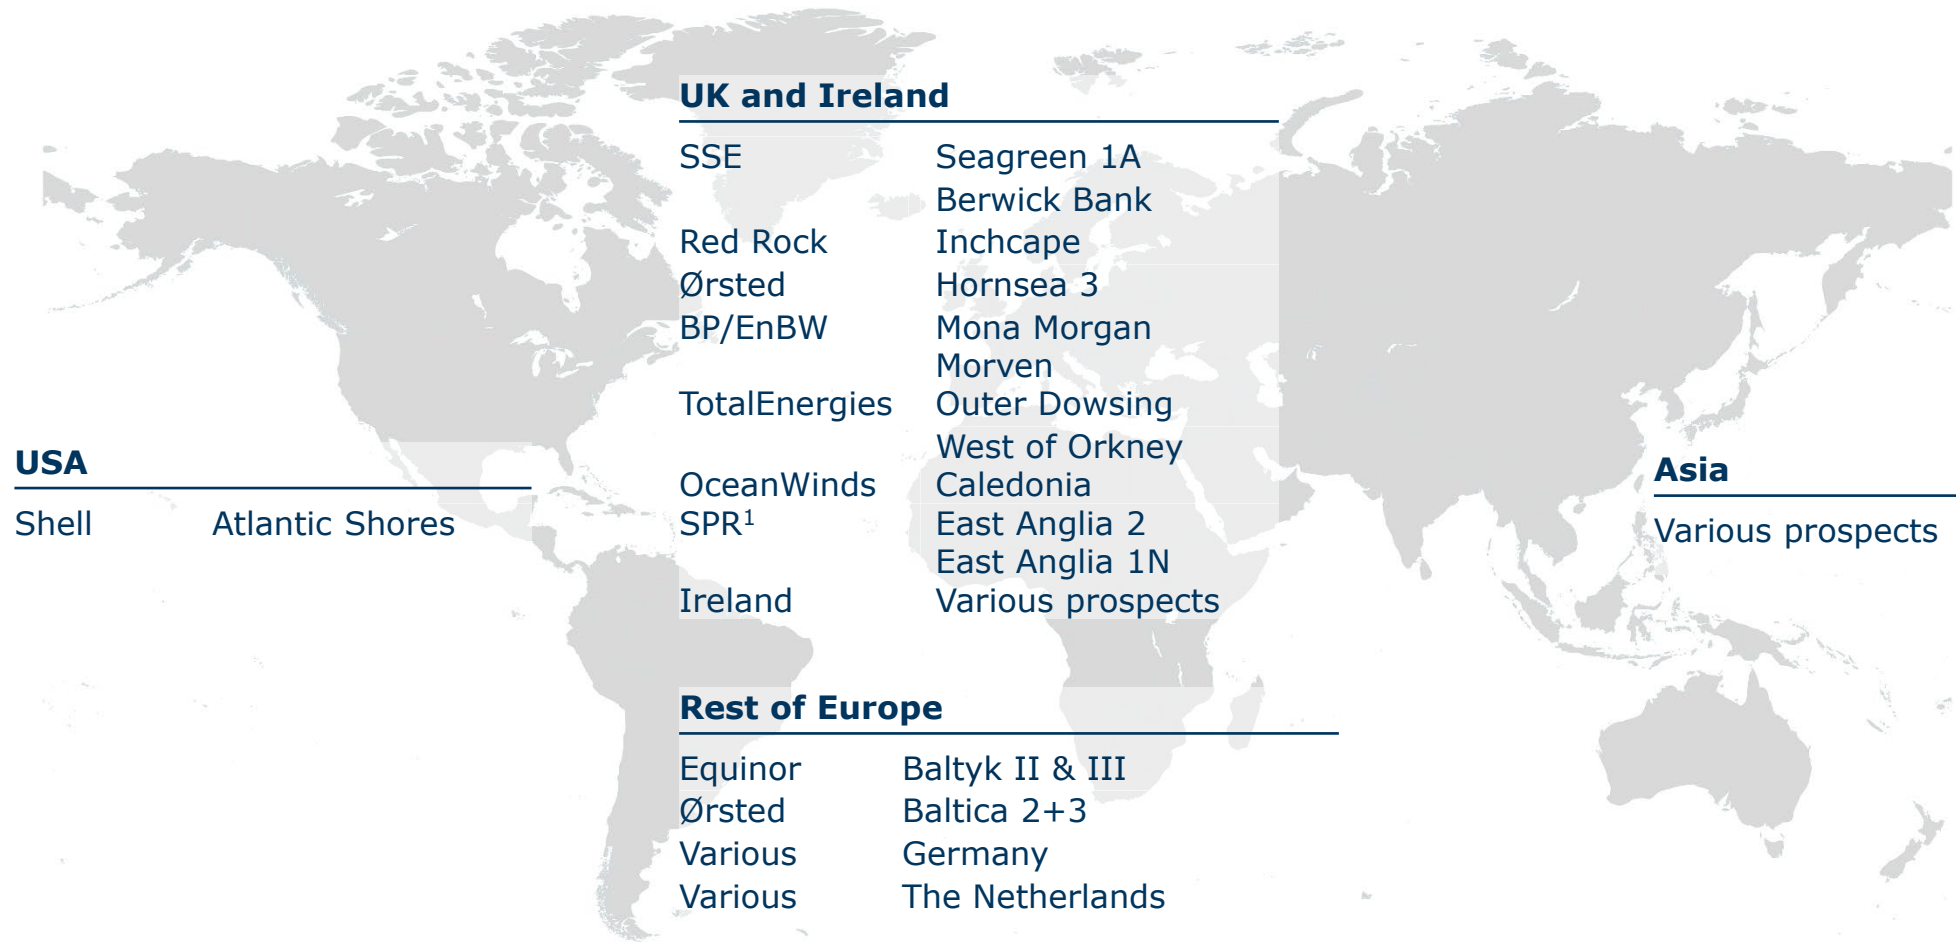 UK and Ireland
SSE Seagreen 1A
Berwick Bank
Red Rock Inchcape
Ørsted Hornsea 3
BP/EnBW Mona Morgan
Morven
TotalEnergies Outer Dowsing
West of Orkney
OceanWinds Caledonia
SPR¹ East Anglia 2
East Anglia 1N
Ireland Various prospects
USA
Shell Atlantic Shores
Asia
Various prospects
Rest of Europe
Equinor Baltyk II & III
Ørsted Baltica 2+3
Various Germany
Various The Netherlands